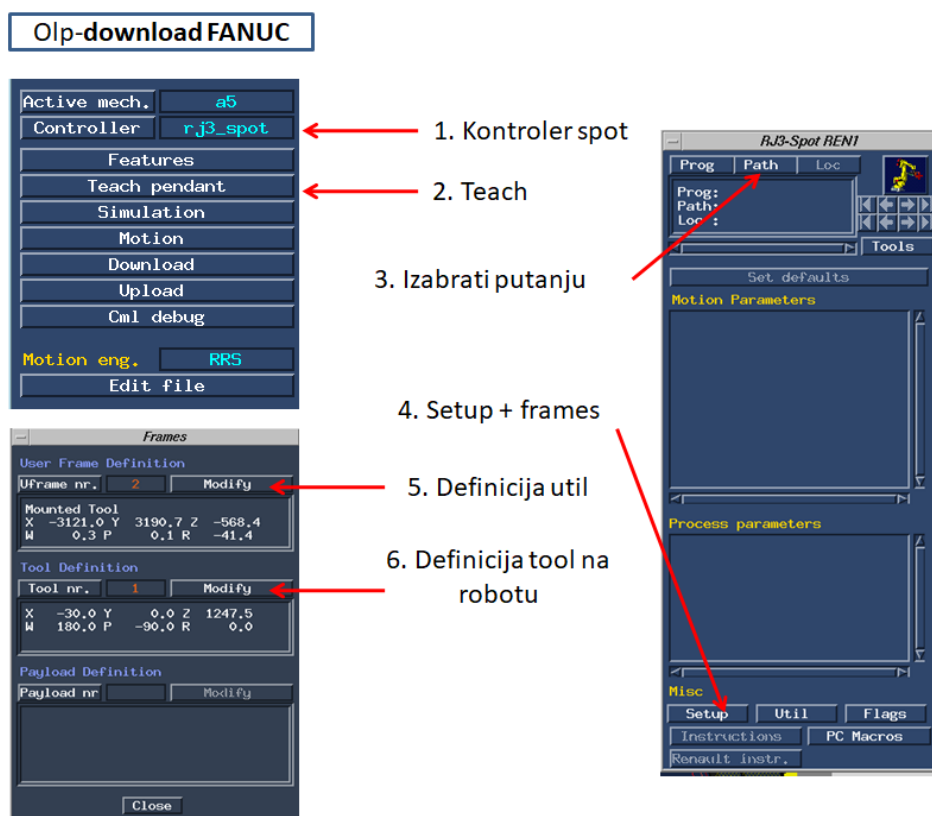 Olp-download FANUC
Active mech. a5
Controller rj3_spot
Features
Teach pendant
Simulation
Motion
Download
Upload
Cml debug
Motion eng. RRS
Edit file
1. Kontroler spot
2. Teach
3. Izabrati putanju
4. Setup + frames
5. Definicija util
6. Definicija tool na
robotu
Frames
User Frame Definition
Uframe nr. 2 Modify
Mounted Tool
X -3121.0 Y 3190.7 Z -568.4
W 0.3 P 0.1 R -41.4
Tool Definition
Tool nr. 1 Modify
X -30.0 Y 0.0 Z 1247.5
W 180.0 P -90.0 R 0.0
Payload Definition
Payload nr Modify
Close
RJ3-Spot REN1
Prog Path Loc
Prog:
Path:
Loc :
Tools
Set defaults
Motion Parameters
Process parameters
Misc
Setup Util Flags
Instructions PC Macros
Renault instr.